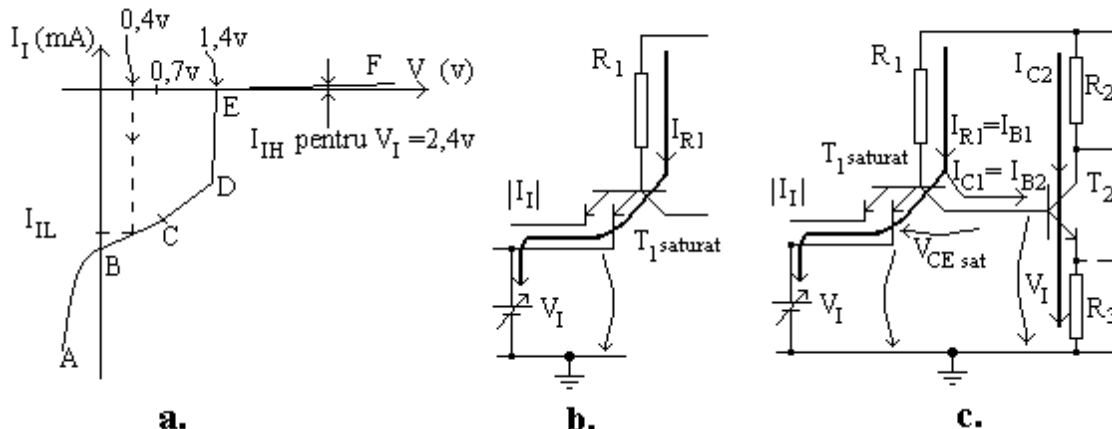 0,4v
1,4v
I_I (mA)
0,7v
F
V (v)
E
I_IH pentru V_I =2,4v
D
I_IL
C
B
A
a.
R_1
I_R1
|I_I|
T_1 saturat
V_I
b.
R_1
I_C2
R_2
I_R1=I_B1
T_1 saturat
I_C1= I_B2
T_2
|I_I|
V_CE sat
V_I
V_I
R_3
c.